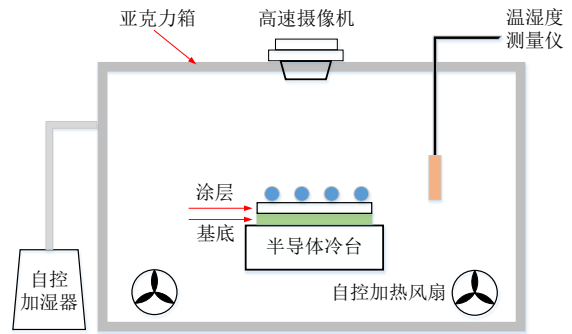 亚克力箱
高速摄像机
温湿度
测量仪
涂层
基底
半导体冷台
自控
加湿器
自控加热风扇